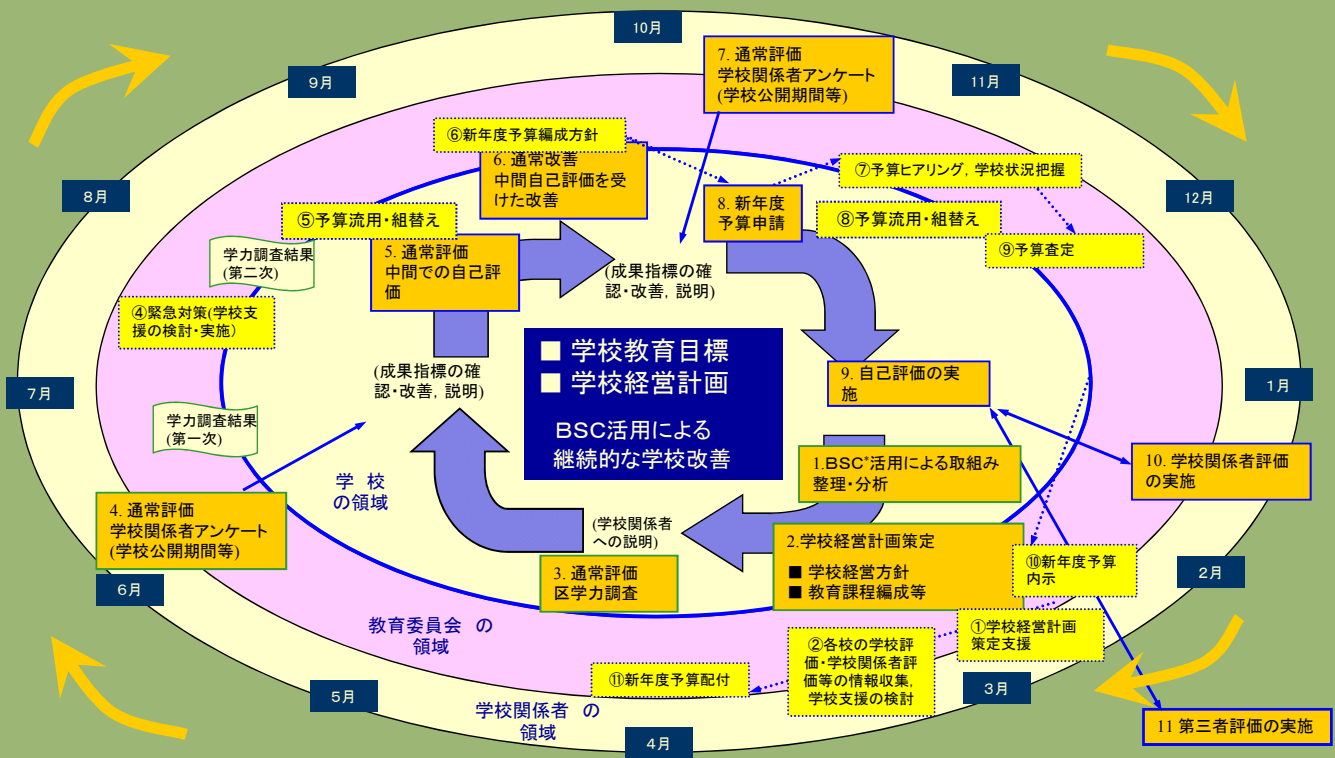 10月
9月
11月
8月
12月
7月
1月
6月
2月
5月
3月
4月
7. 通常評価
学校関係者アンケート
(学校公開期間等)
⑥新年度予算編成方針
6. 通常改善
中間自己評価を受
けた改善
⑦予算ヒアリング, 学校状況把握
8. 新年度
予算申請
⑤予算流用・組替え
⑧予算流用・組替え
⑨予算査定
学力調査結果
(第二次)
5. 通常評価
中間での自己評
価
(成果指標の確
認・改善, 説明)
④緊急対策(学校支
援の検討・実施）
■ 学校教育目標
■ 学校経営計画
BSC活用による
継続的な学校改善
(成果指標の確
認・改善, 説明)
9. 自己評価の実
施
学力調査結果
(第一次)
1.BSC*活用による取組み
整理・分析
10. 学校関係者評価
の実施
学 校
の領域
4. 通常評価
学校関係者アンケート
(学校公開期間等)
(学校関係者
への説明)
2.学校経営計画策定
■ 学校経営方針
■ 教育課程編成等
3. 通常評価
区学力調査
⑩新年度予算
内示
①学校経営計画
策定支援
教育委員会 の
領域
②各校の学校評
価・学校関係者評
価等の情報収集,
学校支援の検討
⑪新年度予算配付
学校関係者 の
領域
11 第三者評価の実施